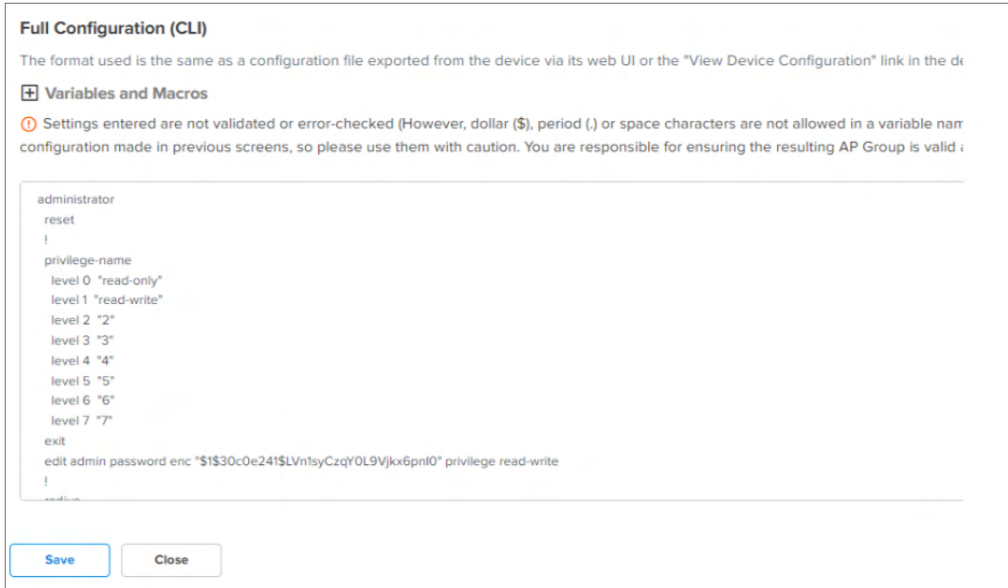 Full Configuration (CLI)
The format used is the same as a configuration file exported from the device via its web UI or the "View Device Configuration" link in the de
Variables and Macros
Settings entered are not validated or error-checked (However, dollar ($), period (.) or space characters are not allowed in a variable nam
configuration made in previous screens, so please use them with caution. You are responsible for ensuring the resulting AP Group is valid
administrator
reset
!
privilege-name
level 0 "read-only"
level 1 "read-write"
level 2 "2"
level 3 "3"
level 4 "4"
level 5 "5"
level 6 "6"
level 7 "7"
exit
edit admin password enc "$1$30c0e241$LVn1syCzqY0L9Vjkx6pnI0" privilege read-write
!
Save
Close